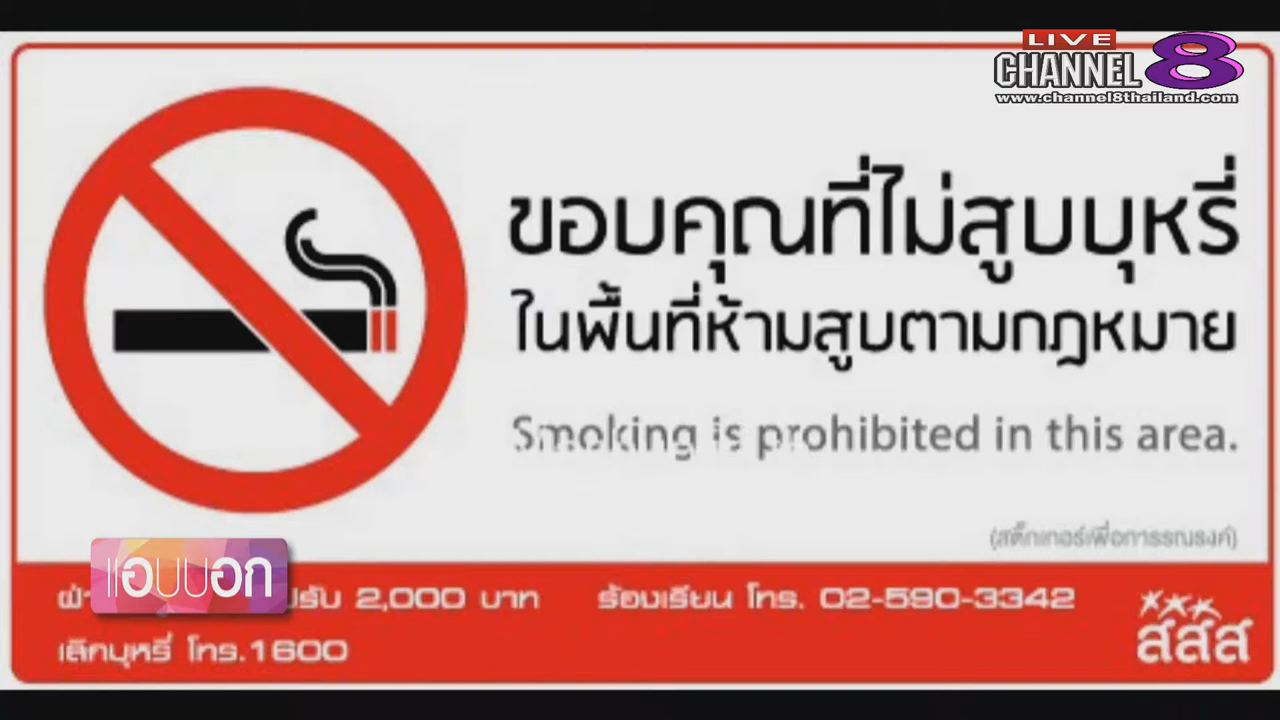 LIVE
CHANNEL 8
www.channel8thailand.com
ขอบคุณที่ไม่สูบบุหรี่
ในพื้นที่ห้ามสูบตามกฎหมาย
Smoking is prohibited in this area.
(สติ๊กเกอร์เพื่อการรณรงค์)
แอบบอก
ปรับ 2,000 บาท ร้องเรียน โทร. 02-590-3342
เลิกบุหรี่ โทร.1600
สสส